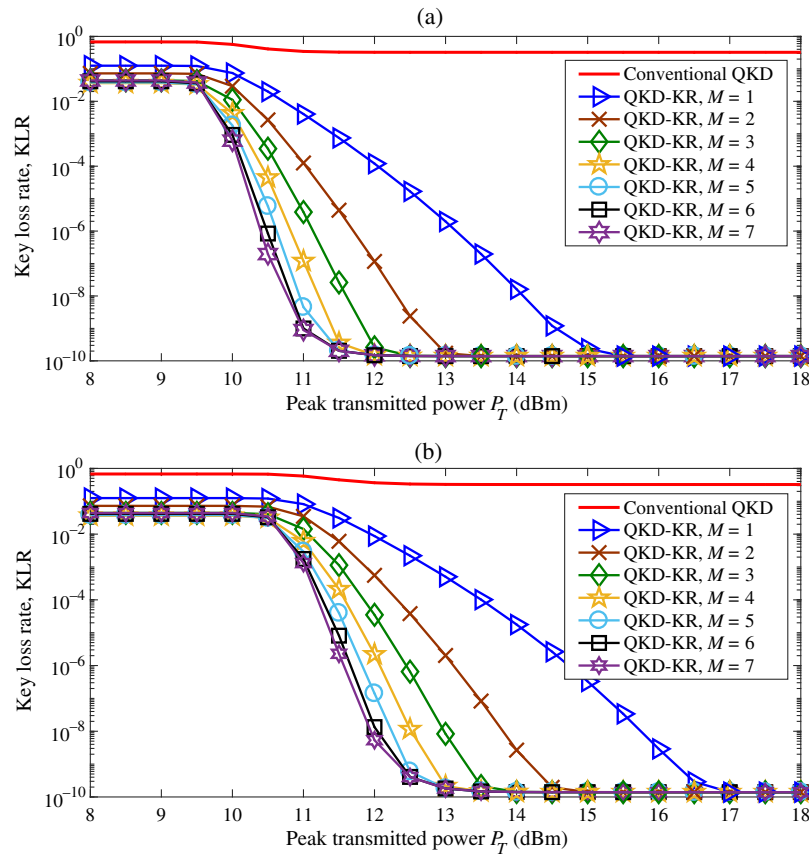 (a)
Key loss rate, KLR
10^0
10^-2
10^-4
10^-6
10^-8
10^-10
Conventional QKD
QKD-KR, M = 1
QKD-KR, M = 2
QKD-KR, M = 3
QKD-KR, M = 4
QKD-KR, M = 5
QKD-KR, M = 6
QKD-KR, M = 7
8 9 10 11 12 13 14 15 16 17 18
Peak transmitted power P_T (dBm)
(b)
Key loss rate, KLR
10^0
10^-2
10^-4
10^-6
10^-8
10^-10
Conventional QKD
QKD-KR, M = 1
QKD-KR, M = 2
QKD-KR, M = 3
QKD-KR, M = 4
QKD-KR, M = 5
QKD-KR, M = 6
QKD-KR, M = 7
8 9 10 11 12 13 14 15 16 17 18
Peak transmitted power P_T (dBm)